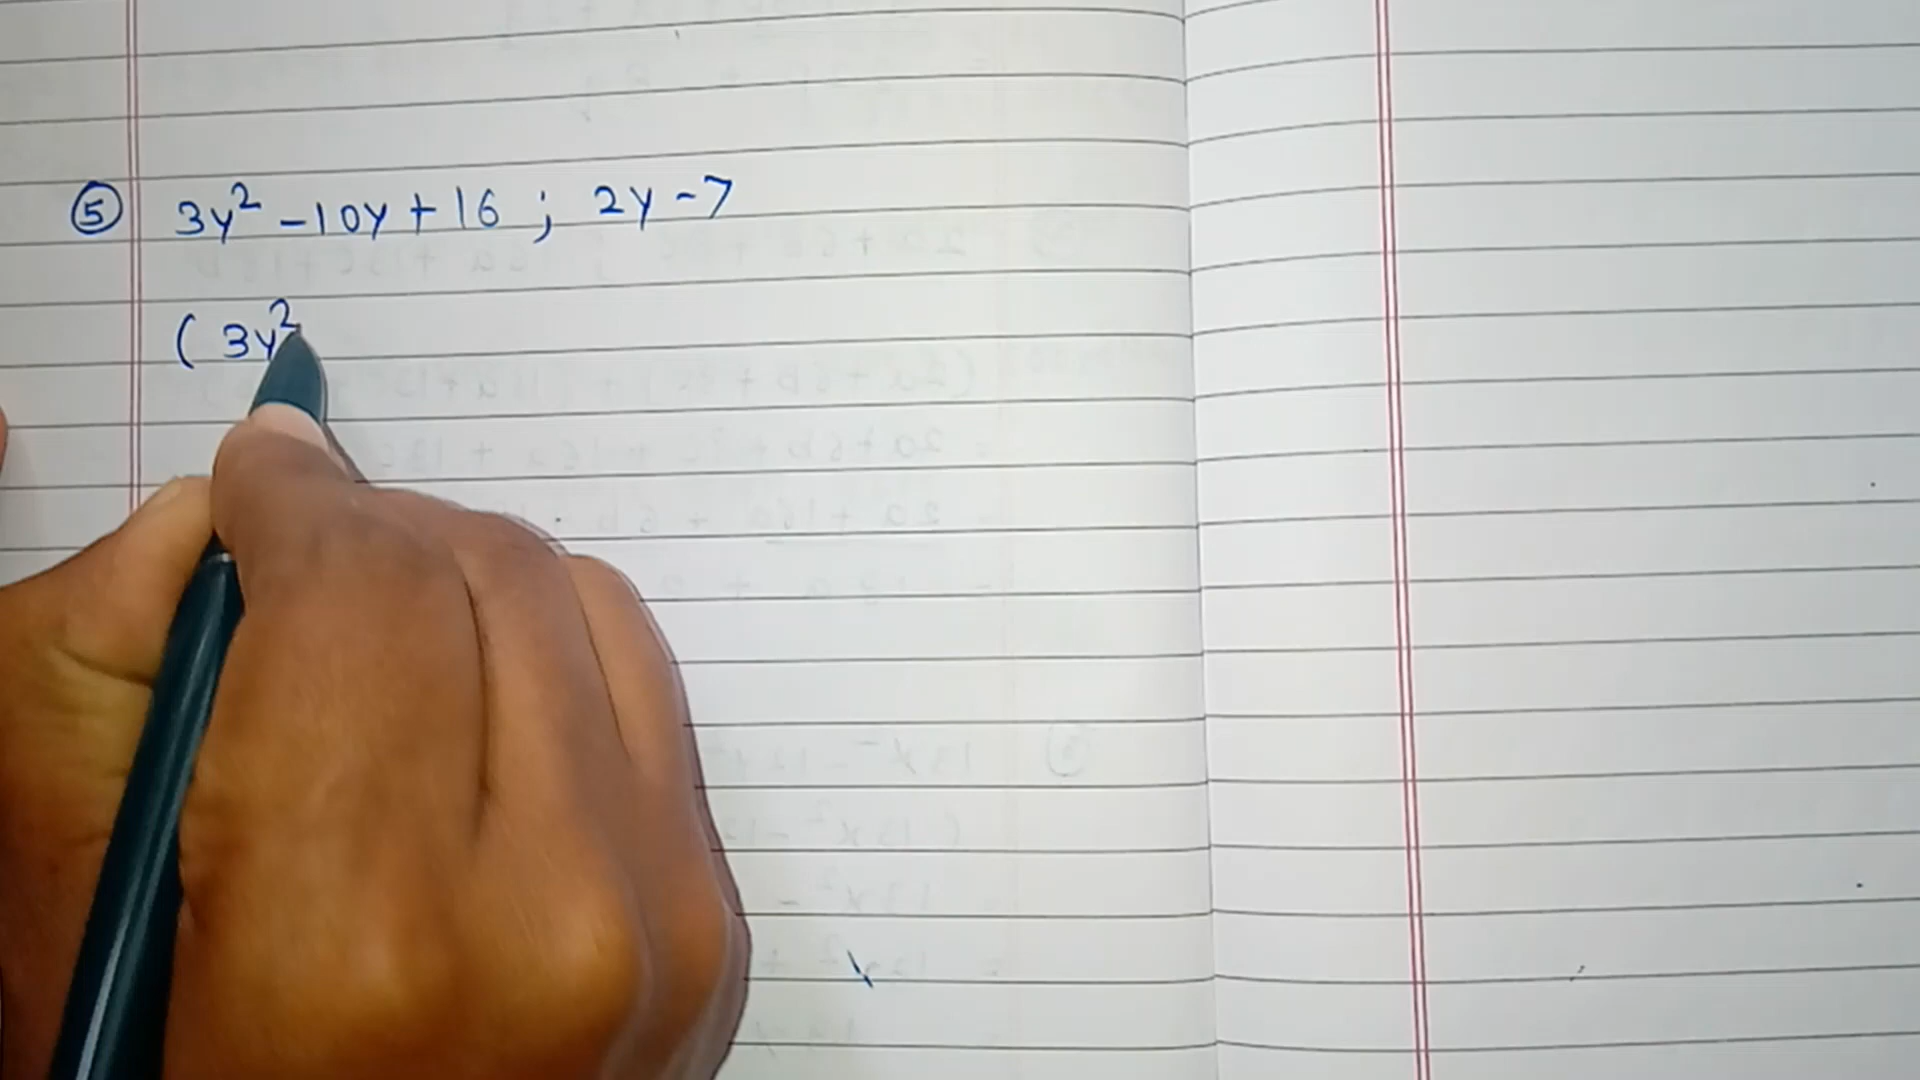 5 3y² - 10y + 16 ; 2y - 7
( 3y²